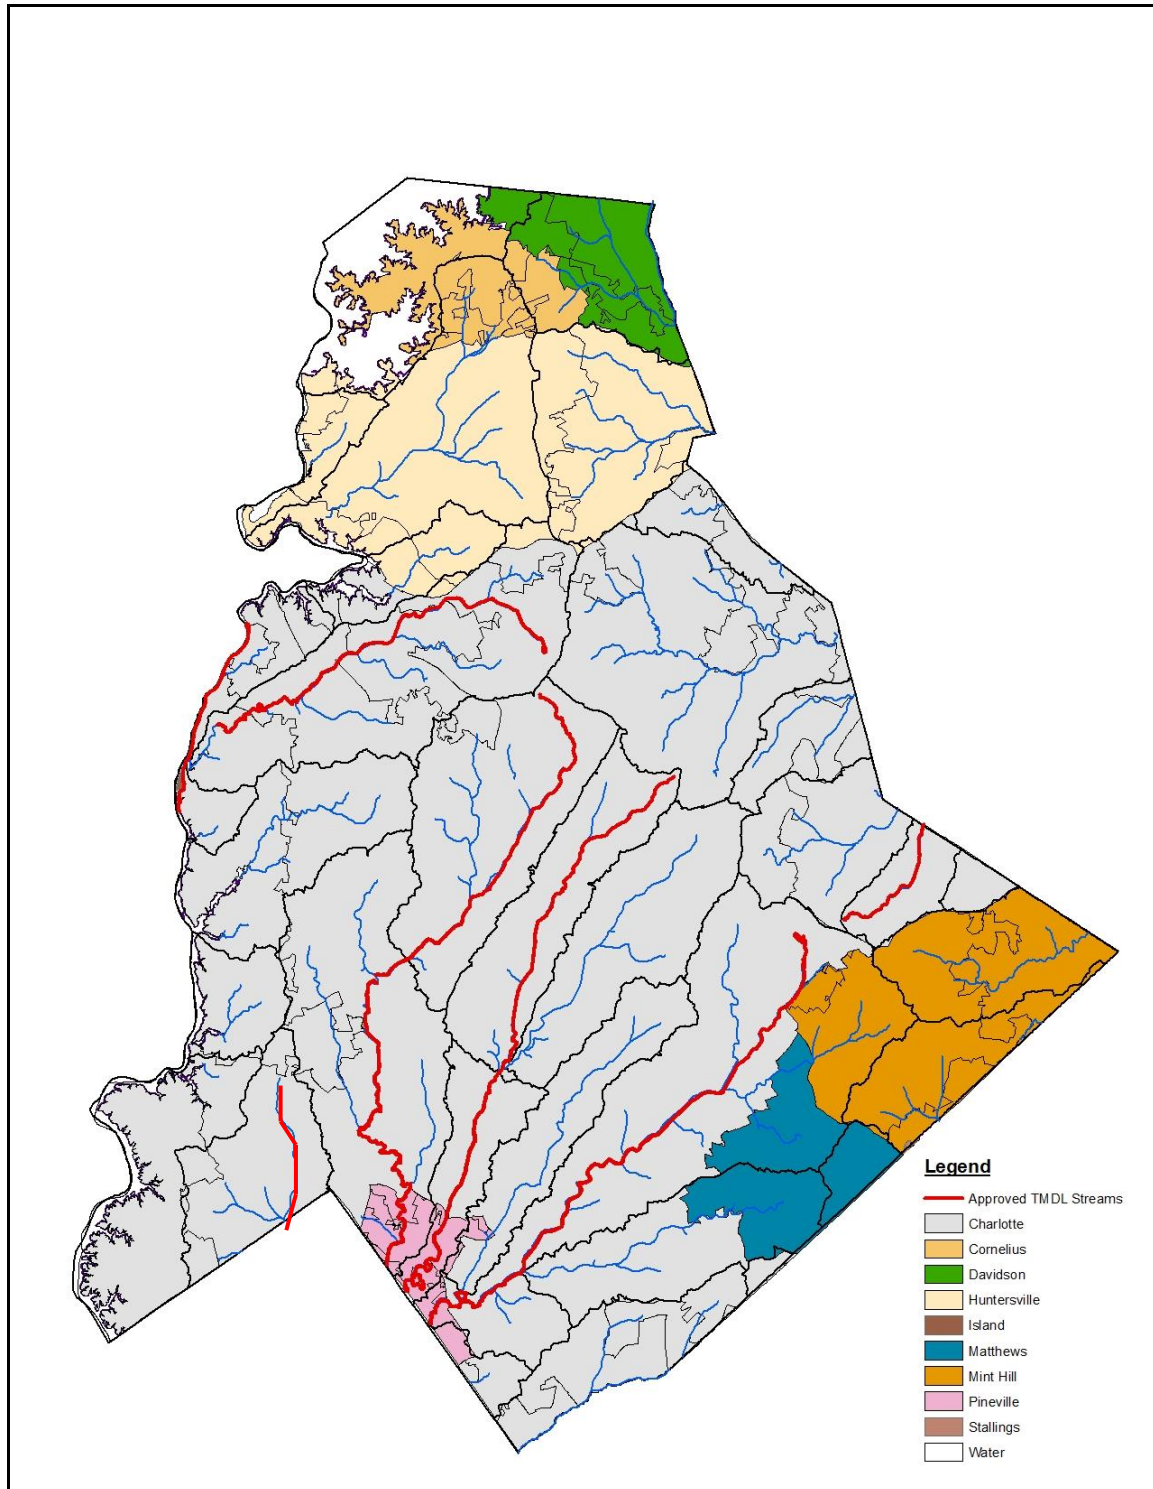 Legend
Approved TMDL Streams
Charlotte
Cornelius
Davidson
Huntersville
Island
Matthews
Mint Hill
Pineville
Stallings
Water